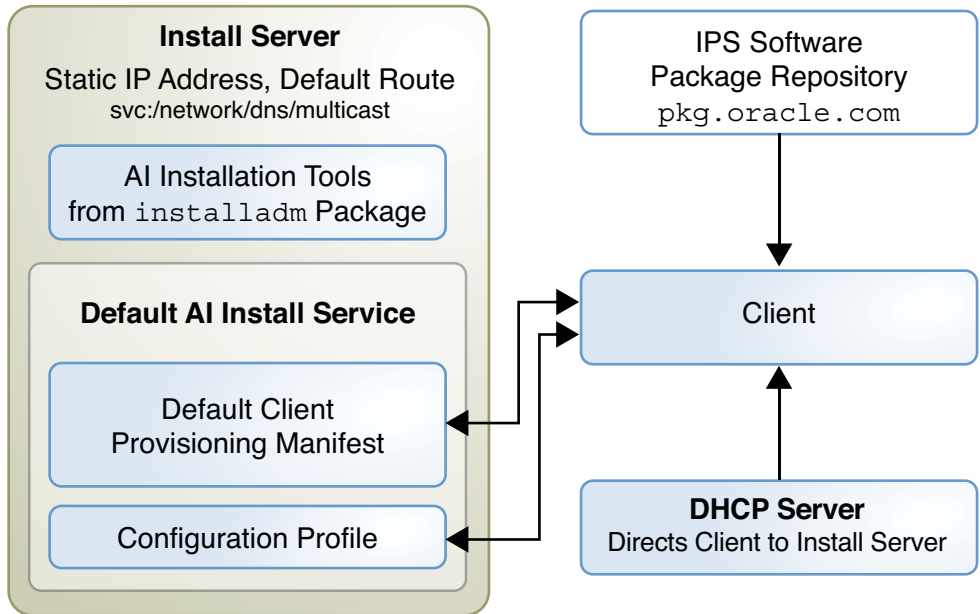 Install Server
Static IP Address, Default Route
svc:/network/dns/multicast
AI Installation Tools
from installadm Package
Default AI Install Service
Default Client
Provisioning Manifest
Configuration Profile
IPS Software
Package Repository
pkg.oracle.com
Client
DHCP Server
Directs Client to Install Server